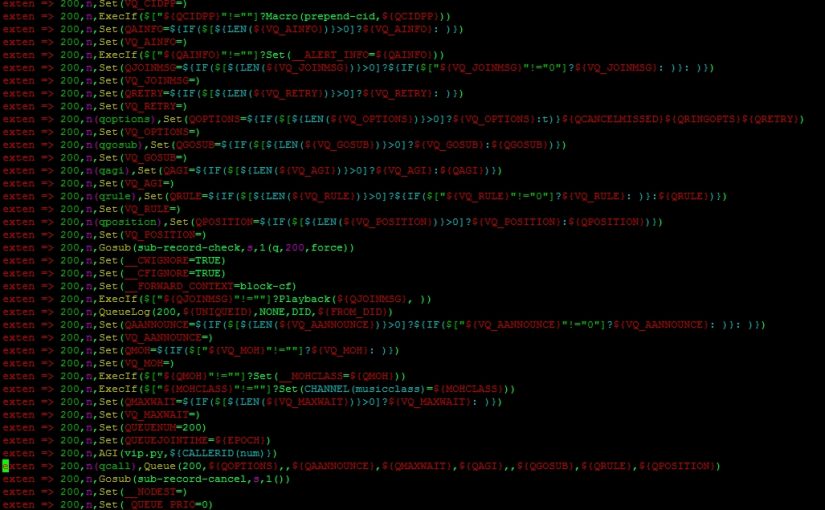 exten => 200,n,Set(VQ_CIDPP=)
exten => 200,n,ExecIf($["${QCIDPP}"!=""]?Macro(prepend-cid,${QCIDPP}))
exten => 200,n,Set(QAINFO=${IF($[${LEN(${VQ_AINFO})}>0]?${VQ_AINFO}: )})
exten => 200,n,Set(VQ_AINFO=)
exten => 200,n,ExecIf($["${QAINFO}"!=""]?Set(__ALERT_INFO=${QAINFO}))
exten => 200,n,Set(QJOINMSG=${IF($[${LEN(${VQ_JOINMSG})}>0]?${IF($["${VQ_JOINMSG}"!="0"]?${VQ_JOINMSG}: )}: )})
exten => 200,n,Set(VQ_JOINMSG=)
exten => 200,n,Set(QRETRY=${IF($[${LEN(${VQ_RETRY})}>0]?${VQ_RETRY}: )})
exten => 200,n,Set(VQ_RETRY=)
exten => 200,n(qoptions),Set(QOPTIONS=${IF($[${LEN(${VQ_OPTIONS})}>0]?${VQ_OPTIONS}:t)}${QCANCELMISSED}${QRINGOPTS}${QRETRY})
exten => 200,n,Set(VQ_OPTIONS=)
exten => 200,n(qgosub),Set(QGOSUB=${IF($[${LEN(${VQ_GOSUB})}>0]?${VQ_GOSUB}:${QGOSUB})})
exten => 200,n,Set(VQ_GOSUB=)
exten => 200,n(qagi),Set(QAGI=${IF($[${LEN(${VQ_AGI})}>0]?${VQ_AGI}:${QAGI})})
exten => 200,n,Set(VQ_AGI=)
exten => 200,n(qrule),Set(QRULE=${IF($[${LEN(${VQ_RULE})}>0]?${IF($["${VQ_RULE}"!="0"]?${VQ_RULE}: )}:${QRULE})})
exten => 200,n,Set(VQ_RULE=)
exten => 200,n(qposition),Set(QPOSITION=${IF($[${LEN(${VQ_POSITION})}>0]?${VQ_POSITION}:${QPOSITION})})
exten => 200,n,Set(VQ_POSITION=)
exten => 200,n,Gosub(sub-record-check,s,1(q,200,force))
exten => 200,n,Set(__CWIGNORE=TRUE)
exten => 200,n,Set(__CFIGNORE=TRUE)
exten => 200,n,Set(__FORWARD_CONTEXT=block-cf)
exten => 200,n,ExecIf($["${QJOINMSG}"!=""]?Playback(${QJOINMSG}, ))
exten => 200,n,QueueLog(200,${UNIQUEID},NONE,DID,${FROM_DID})
exten => 200,n,Set(QAANNOUNCE=${IF($[${LEN(${VQ_AANNOUNCE})}>0]?${IF($["${VQ_AANNOUNCE}"!="0"]?${VQ_AANNOUNCE}: )}: )})
exten => 200,n,Set(VQ_AANNOUNCE=)
exten => 200,n,Set(QMOH=${IF($["${VQ_MOH}"!=""]?${VQ_MOH}: )})
exten => 200,n,Set(VQ_MOH=)
exten => 200,n,ExecIf($["${QMOH}"!=""]?Set(__MOHCLASS=${QMOH}))
exten => 200,n,ExecIf($["${MOHCLASS}"!=""]?Set(CHANNEL(musicclass)=${MOHCLASS}))
exten => 200,n,Set(QMAXWAIT=${IF($[${LEN(${VQ_MAXWAIT})}>0]?${VQ_MAXWAIT}: )})
exten => 200,n,Set(VQ_MAXWAIT=)
exten => 200,n,Set(QUEUENUM=200)
exten => 200,n,Set(QUEUEJOINTIME=${EPOCH})
exten => 200,n,AGI(vip.py,${CALLERID(num)})
exten => 200,n(qcall),Queue(200,${QOPTIONS},,${QAANNOUNCE},${QMAXWAIT},${QAGI},,${QGOSUB},${QRULE},${QPOSITION})
exten => 200,n,Gosub(sub-record-cancel,s,1())
exten => 200,n,Set(__NODEST=)
exten => 200,n,Set(_QUEUE_PRIO=0)